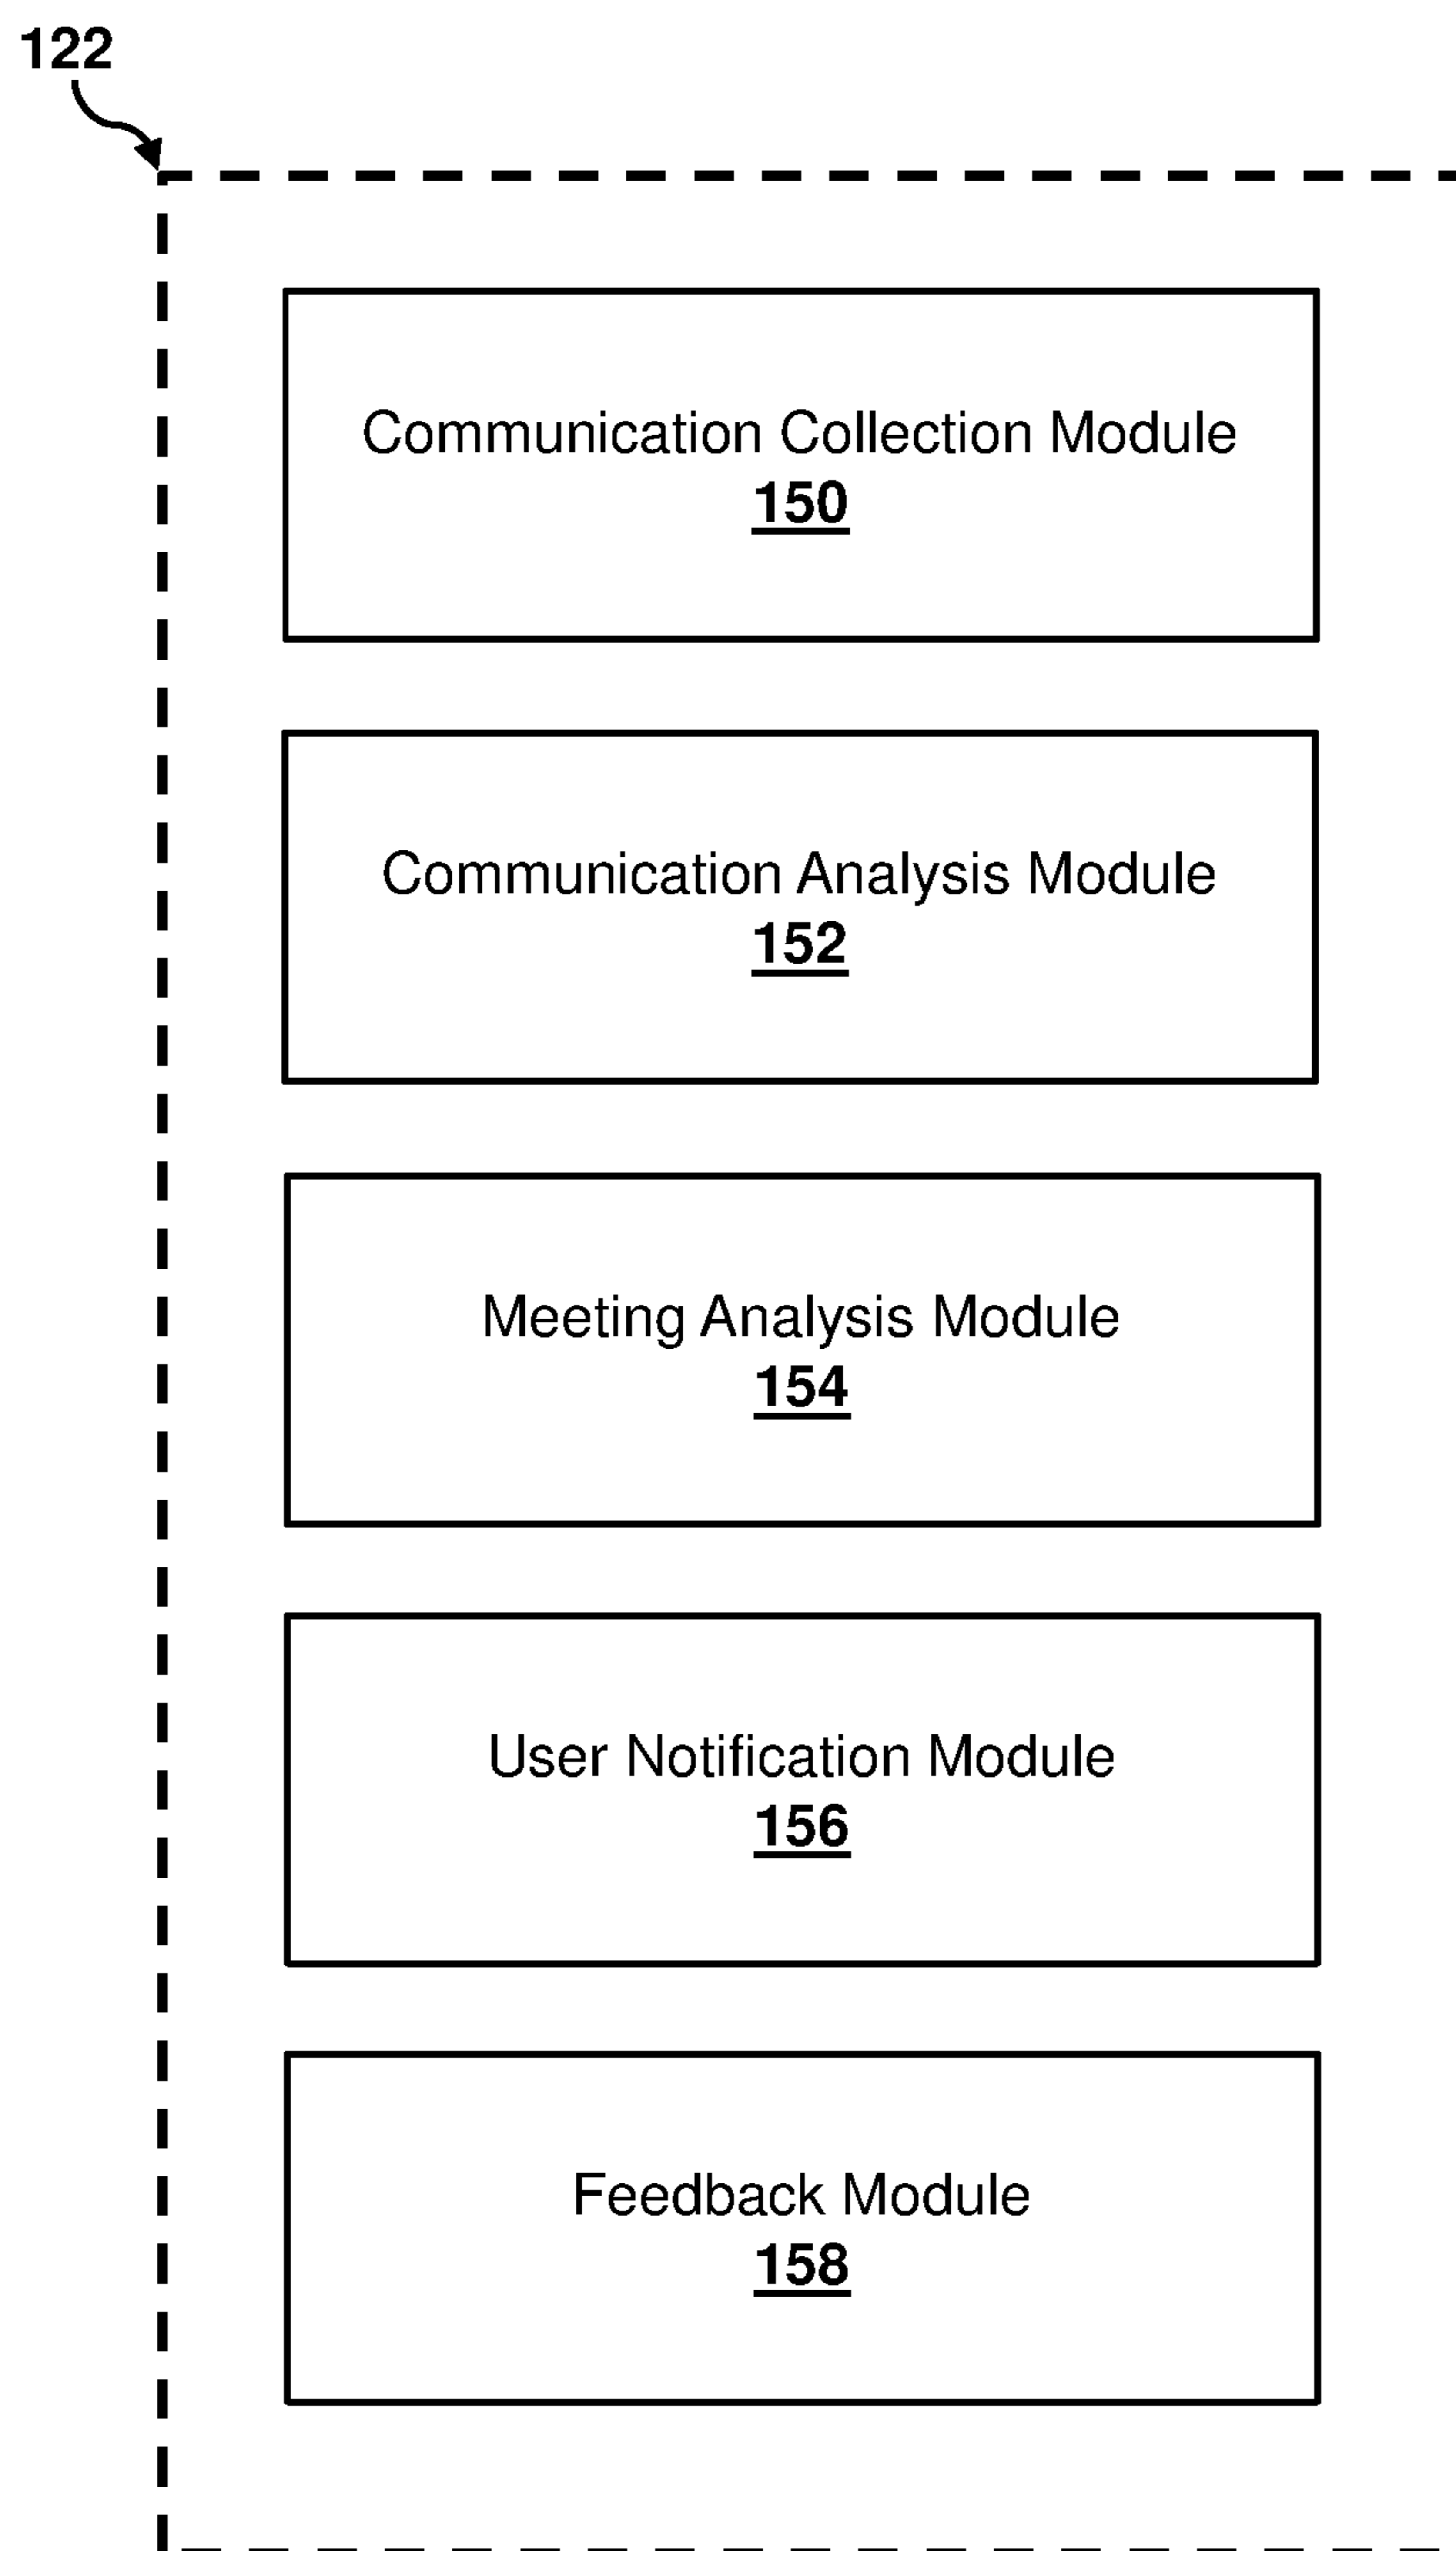 122
Communication Collection Module
150
Communication Analysis Module
152
Meeting Analysis Module
154
User Notification Module
156
Feedback Module
158